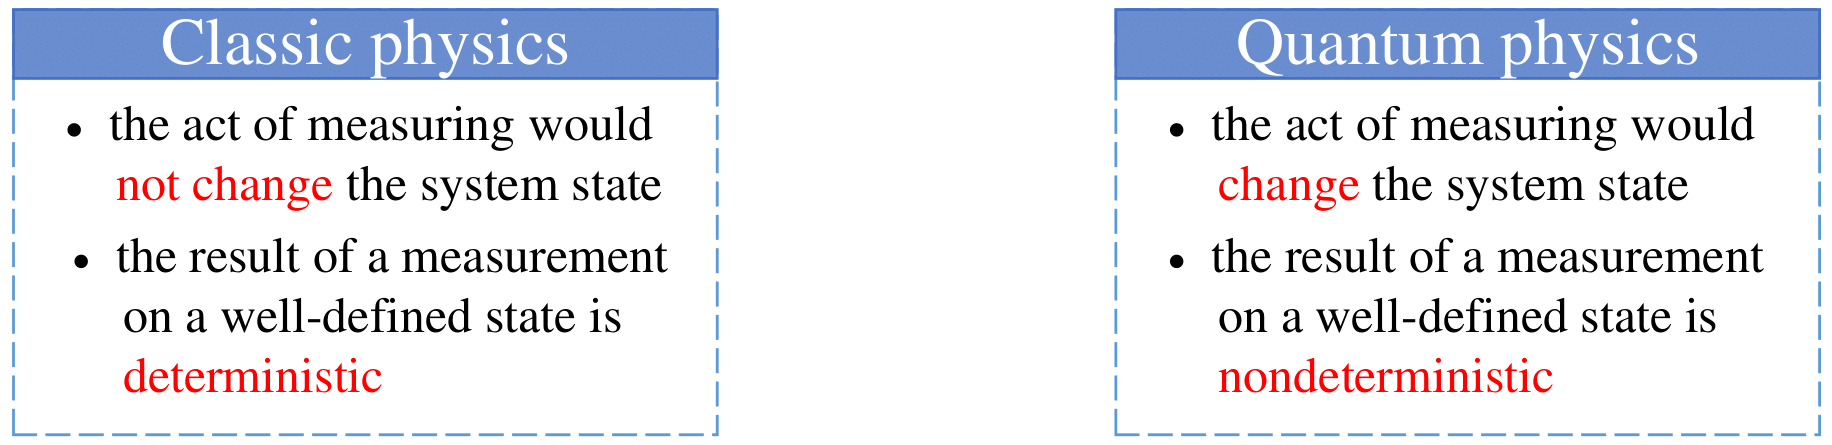 Classic physics
• the act of measuring would
not change the system state
• the result of a measurement
on a well-defined state is
deterministic
Quantum physics
• the act of measuring would
change the system state
• the result of a measurement
on a well-defined state is
nondeterministic